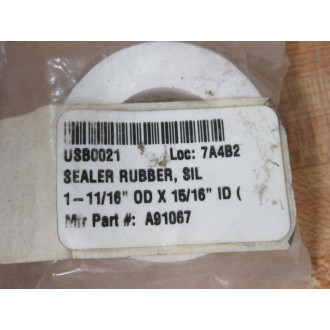 USB0021 Loc: 7A4B2
SEALER RUBBER, SIL
1-11/16" OD X 15/16" ID (
Mfr Part #: A91067